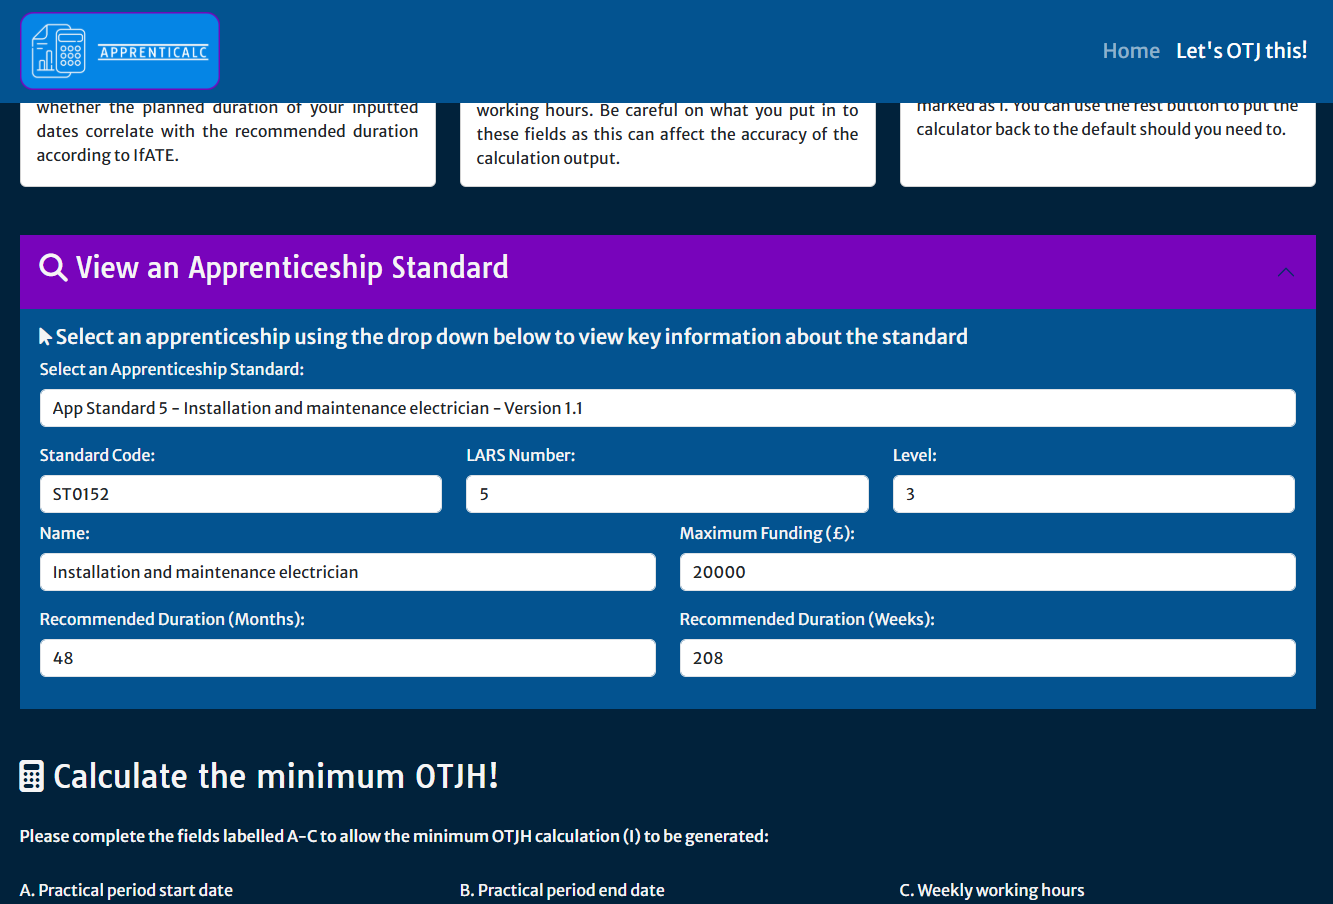 APPRENTICALC
Home Let's OTJ this!
whether the planned duration of your inputted
dates correlate with the recommended duration
according to IfATE.
working hours. Be careful on what you put in to
these fields as this can affect the accuracy of the
calculation output.
marked as I. You can use the rest button to put the
calculator back to the default should you need to.
View an Apprenticeship Standard
Select an apprenticeship using the drop down below to view key information about the standard
Select an Apprenticeship Standard:
App Standard 5 - Installation and maintenance electrician - Version 1.1
Standard Code: LARS Number: Level:
ST0152 5 3
Name: Maximum Funding (£):
Installation and maintenance electrician 20000
Recommended Duration (Months): Recommended Duration (Weeks):
48 208
Calculate the minimum OTJH!
Please complete the fields labelled A-C to allow the minimum OTJH calculation (I) to be generated:
A. Practical period start date B. Practical period end date C. Weekly working hours